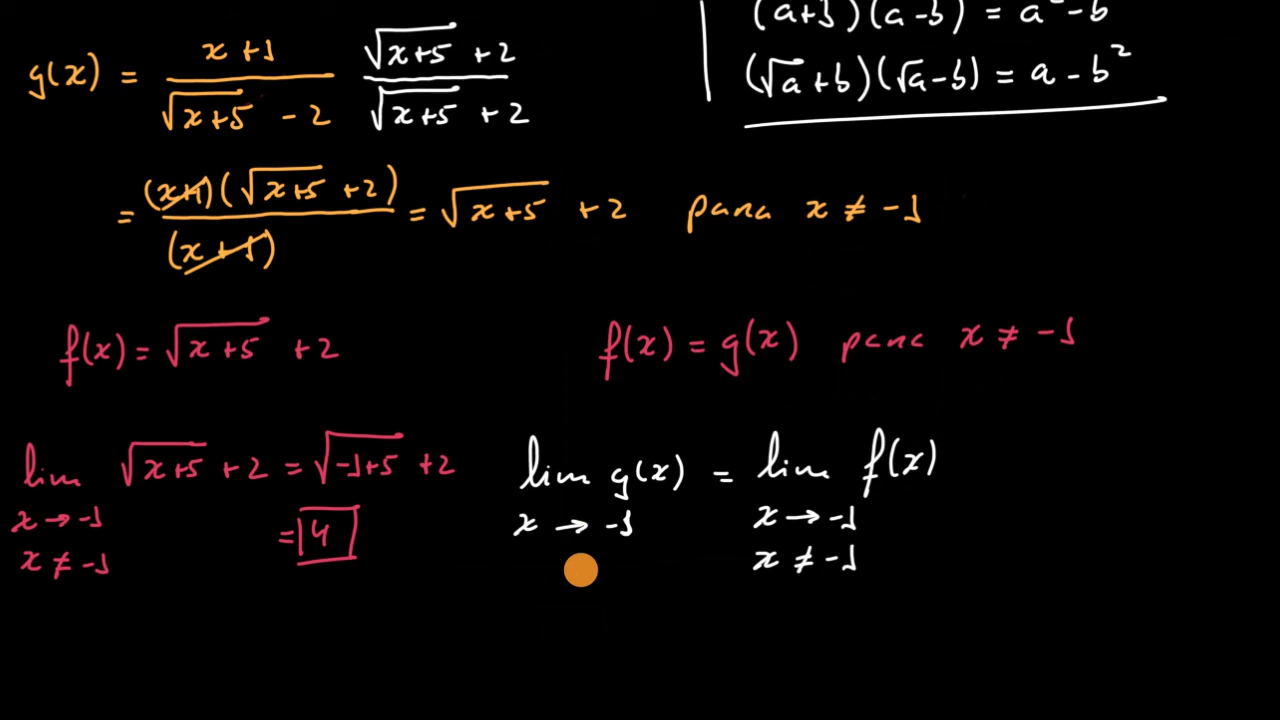 (a+b)(a-b) = a²-b
g(x) = x+1/√x+5 - 2 √x+5 + 2/√x+5 + 2
(√a+b)(√a-b) = a-b²
= (x+1)(√x+5 + 2)/(x+1) = √x+5 + 2 para x ≠ -1
f(x) = √x+5 + 2
f(x) = g(x) para x ≠ -1
lim √x+5 + 2 = √-1+5 + 2
x → -1
x ≠ -1
= 4
lim g(x) = lim f(x)
x → -1 x → -1
x ≠ -1